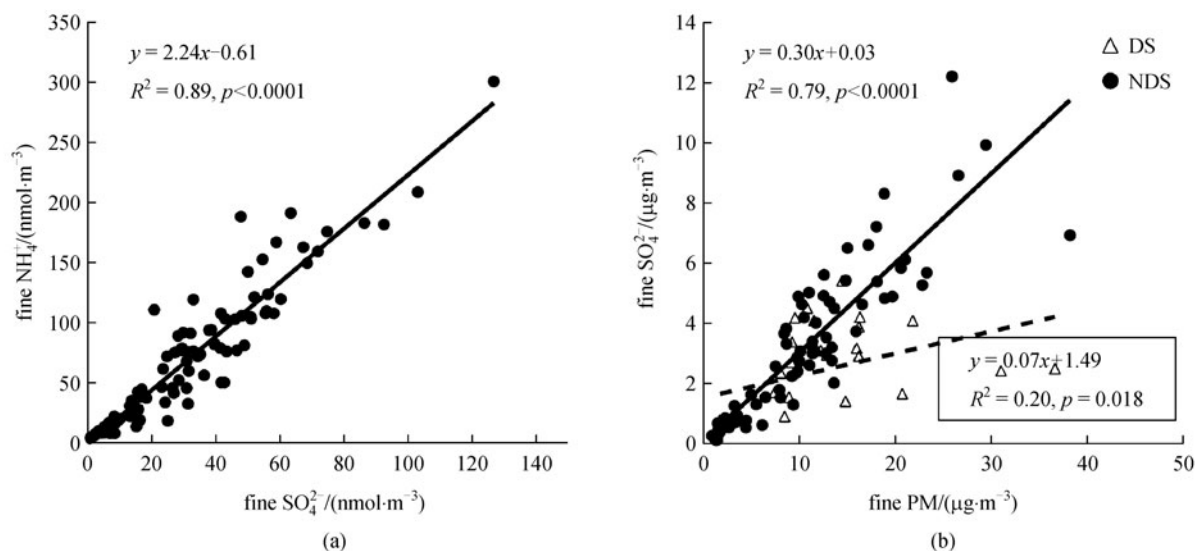 y = 2.24x−0.61
R² = 0.89, p<0.0001
fine NH₄⁺/(nmol·m⁻³)
350
300
250
200
150
100
50
0
0 20 40 60 80 100 120 140
fine SO₄²⁻/(nmol·m⁻³)
(a)
y = 0.30x+0.03
R² = 0.79, p<0.0001
DS
NDS
fine SO₄²⁻/(μg·m⁻³)
14
12
10
8
6
4
2
0
y = 0.07x+1.49
R² = 0.20, p = 0.018
0 10 20 30 40 50
fine PM/(μg·m⁻³)
(b)